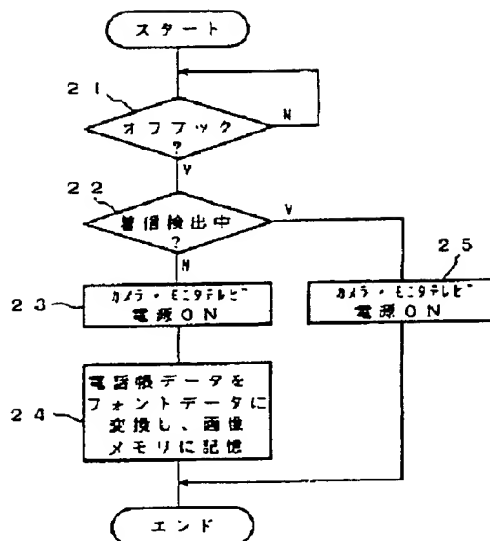 スタート
21
オフフック
?
N
Y
22
着信検出中
?
Y
N
25
23
カメラ・モニタテレビ
電源ON
カメラ・モニタテレビ
電源ON
24
電話帳データを
フォントデータに
変換し、画像
メモリに記憶
エンド